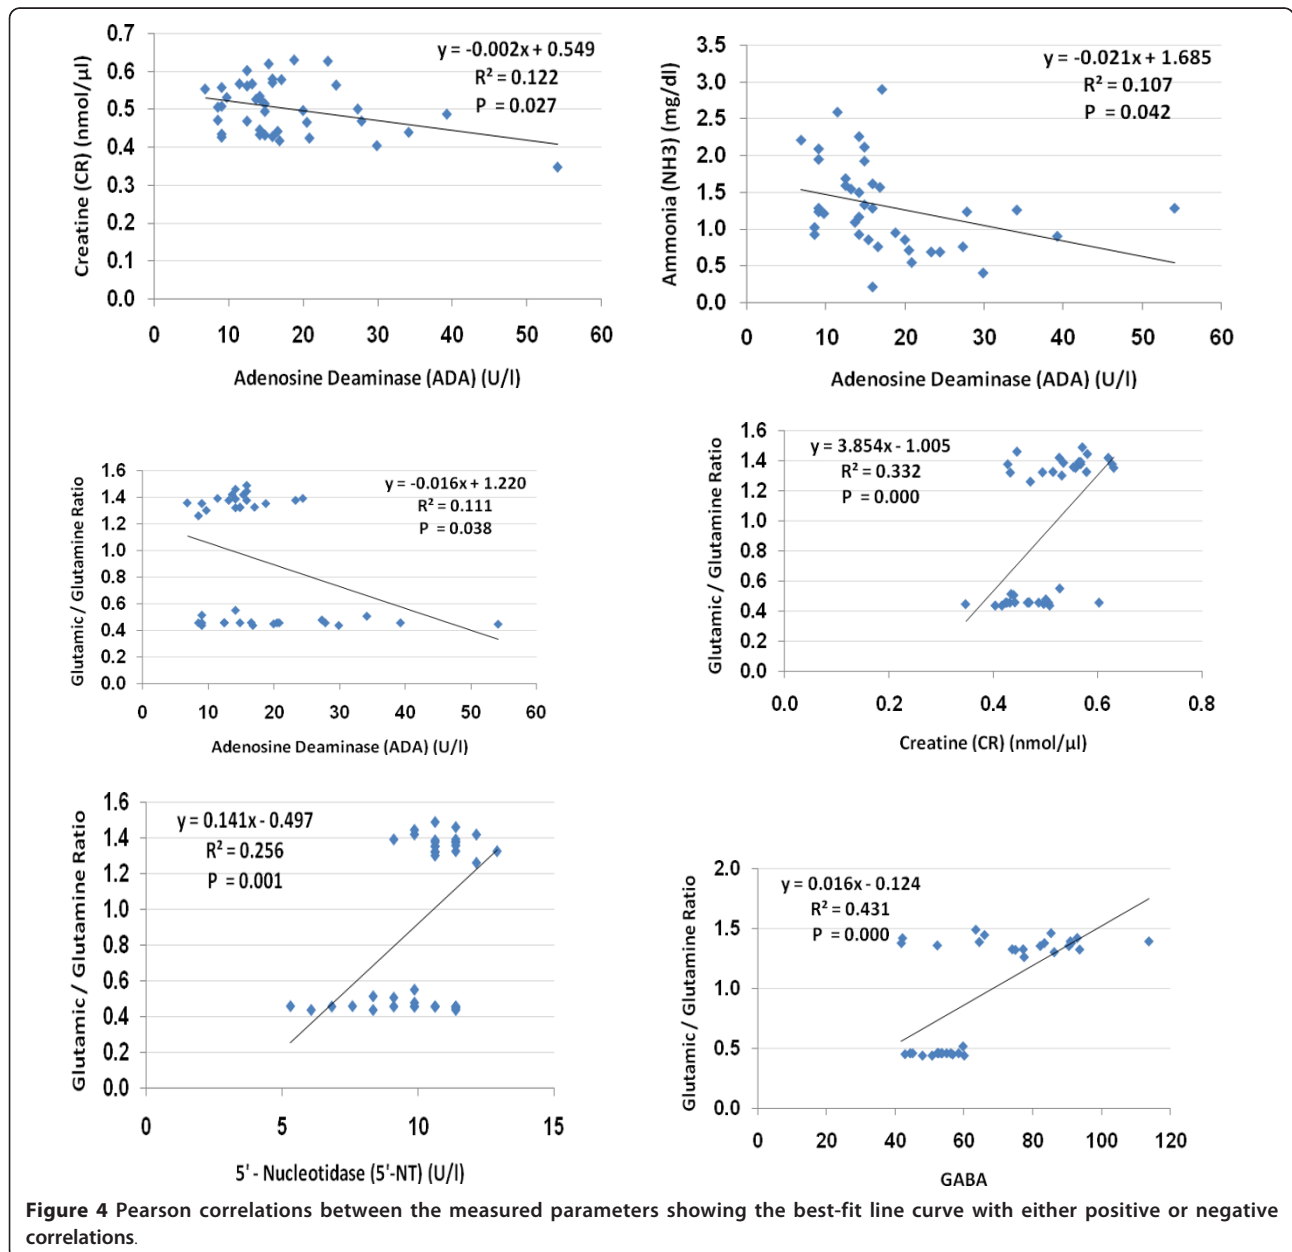 y = -0.002x + 0.549
R² = 0.122
P = 0.027
Creatine (CR) (nmol/µl)
0.7
0.6
0.5
0.4
0.3
0.2
0.1
0.0
0 10 20 30 40 50 60
Adenosine Deaminase (ADA) (U/l)
y = -0.021x + 1.685
R² = 0.107
P = 0.042
Ammonia (NH3) (mg/dl)
3.5
3.0
2.5
2.0
1.5
1.0
0.5
0.0
0 10 20 30 40 50 60
Adenosine Deaminase (ADA) (U/l)
y = -0.016x + 1.220
R² = 0.111
P = 0.038
Glutamic / Glutamine Ratio
1.6
1.4
1.2
1.0
0.8
0.6
0.4
0.2
0.0
0 10 20 30 40 50 60
Adenosine Deaminase (ADA) (U/l)
y = 3.854x - 1.005
R² = 0.332
P = 0.000
Glutamic / Glutamine Ratio
1.6
1.4
1.2
1.0
0.8
0.6
0.4
0.2
0.0
0.0 0.2 0.4 0.6 0.8
Creatine (CR) (nmol/µl)
y = 0.141x - 0.497
R² = 0.256
P = 0.001
Glutamic / Glutamine Ratio
1.6
1.4
1.2
1.0
0.8
0.6
0.4
0.2
0.0
0 5 10 15
5' - Nucleotidase (5'-NT) (U/l)
y = 0.016x - 0.124
R² = 0.431
P = 0.000
Glutamic / Glutamine Ratio
2.0
1.5
1.0
0.5
0.0
0 20 40 60 80 100 120
GABA
Figure 4 Pearson correlations between the measured parameters showing the best-fit line curve with either positive or negative
correlations.